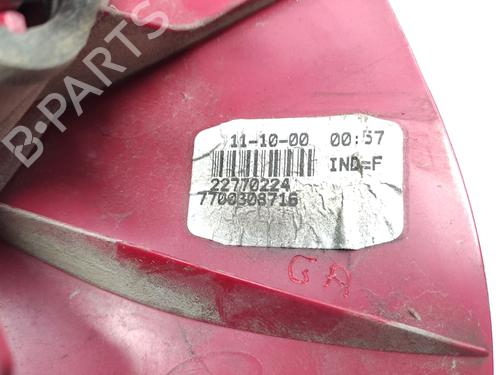 11-10-00 00:57
IND=F
22770224
7700308716
GA
B-PARTS